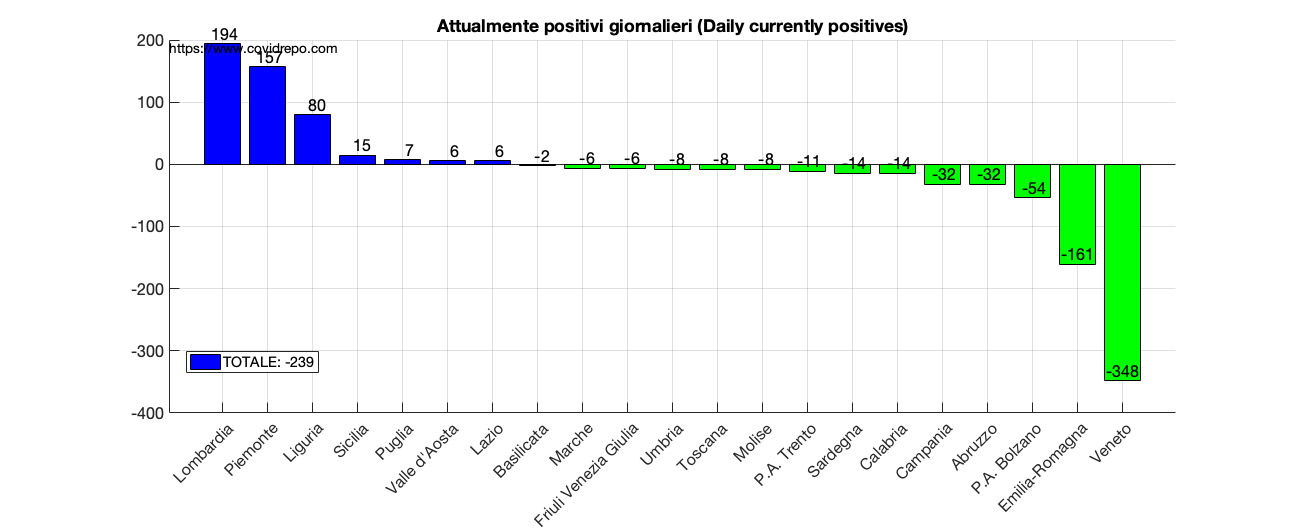 Attualmente positivi giornalieri (Daily currently positives)
https://www.covidrepo.com
200
100
0
-100
-200
-300
-400
194
157
80
15
7
6
6
-2
-6
-6
-8
-8
-8
-11
-14
-14
-32
-32
-54
-161
-348
TOTALE: -239
Lombardia
Piemonte
Liguria
Sicilia
Puglia
Valle d'Aosta
Lazio
Basilicata
Marche
Friuli Venezia Giulia
Umbria
Toscana
Molise
P.A. Trento
Sardegna
Calabria
Campania
Abruzzo
P.A. Bolzano
Emilia-Romagna
Veneto